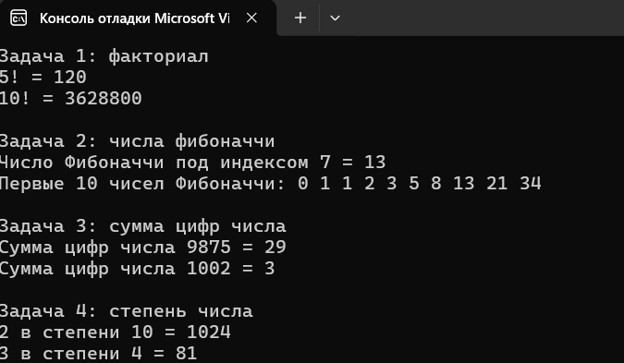 Консоль отладки Microsoft Vi
Задача 1: факториал
5! = 120
10! = 3628800
Задача 2: числа фибоначчи
Число Фибоначчи под индексом 7 = 13
Первые 10 чисел Фибоначчи: 0 1 1 2 3 5 8 13 21 34
Задача 3: сумма цифр числа
Сумма цифр числа 9875 = 29
Сумма цифр числа 1002 = 3
Задача 4: степень числа
2 в степени 10 = 1024
3 в степени 4 = 81